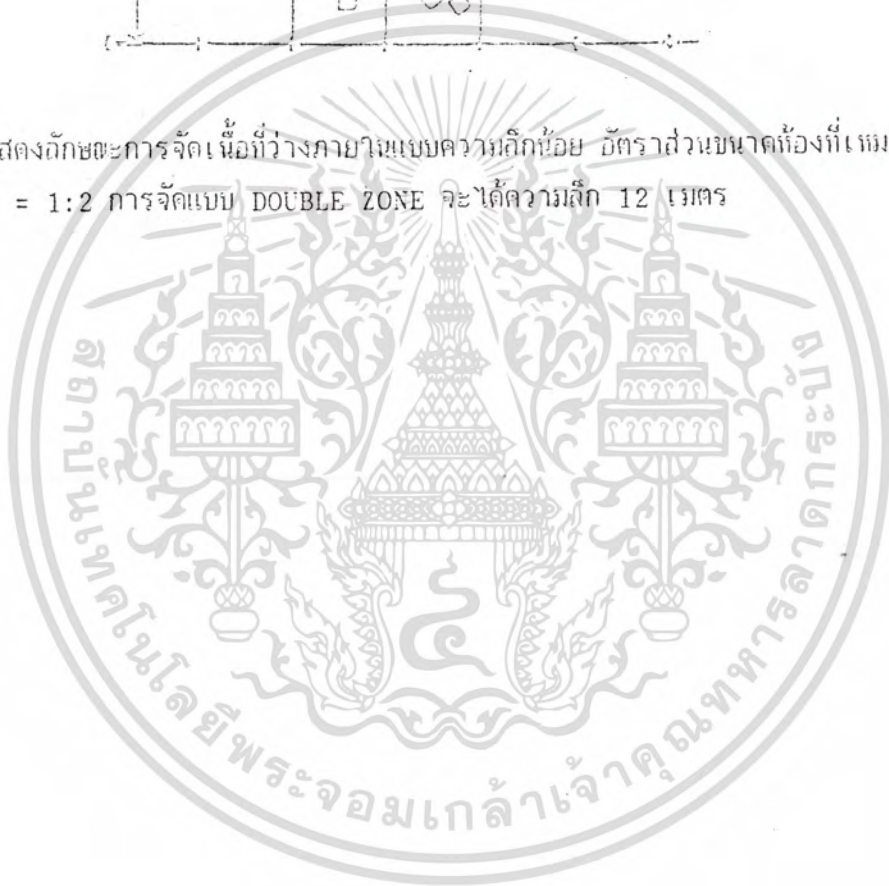 สดงลักษณะการจัดเนื้อที่ว่างภายในแบบความลึกน้อย อัตราส่วนขนาดห้องที่เหม
= 1:2 การจัดแบบ DOUBLE ZONE จะได้ความลึก 12 เมตร
สถาบันเทคโนโลยีพระจอมเกล้าเจ้าคุณทหารลาดกระบัง